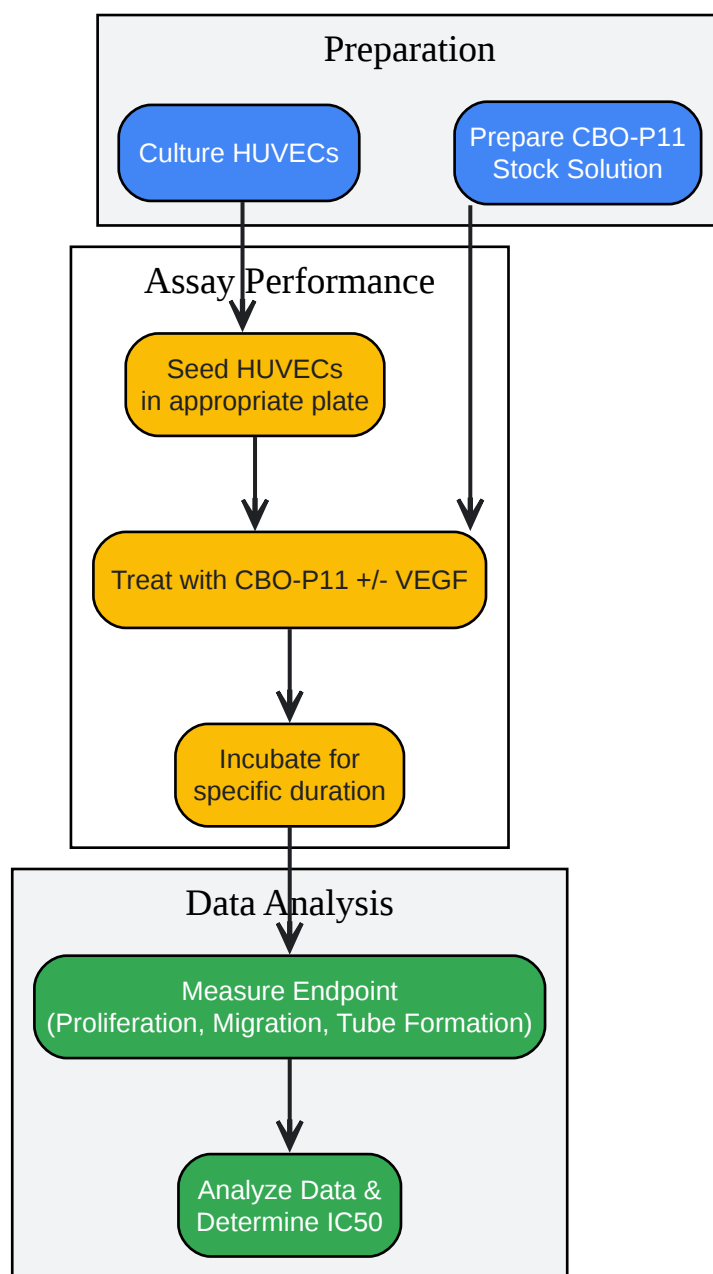 Preparation
Culture HUVECs
Prepare CBO-P11
Stock Solution
Assay Performance
Seed HUVECs
in appropriate plate
Treat with CBO-P11 +/- VEGF
Incubate for
specific duration
Data Analysis
Measure Endpoint
(Proliferation, Migration, Tube Formation)
Analyze Data &
Determine IC50